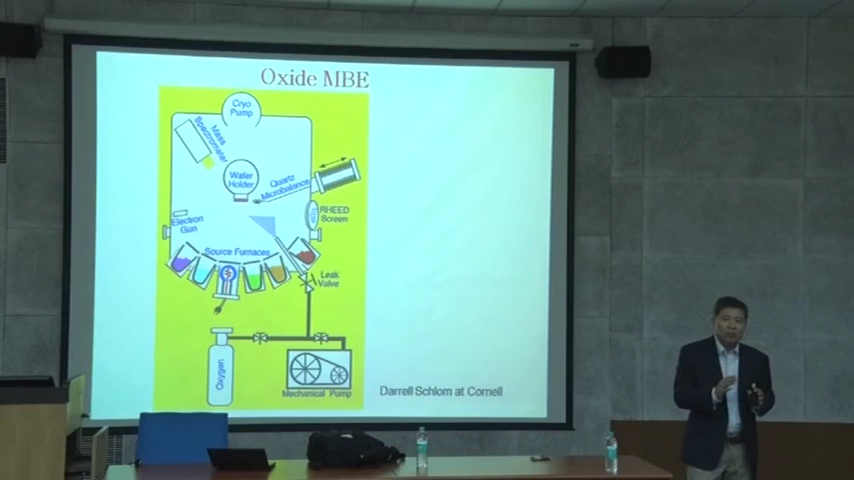 Oxide MBE
Cryo
Pump
Mass
Spectrometer
Wafer
Holder
Quartz
Microbalance
RHEED
Screen
Electron
Gun
Source Furnaces
Leak
Valve
Oxygen
Mechanical Pump
Darrell Schlom at Cornell